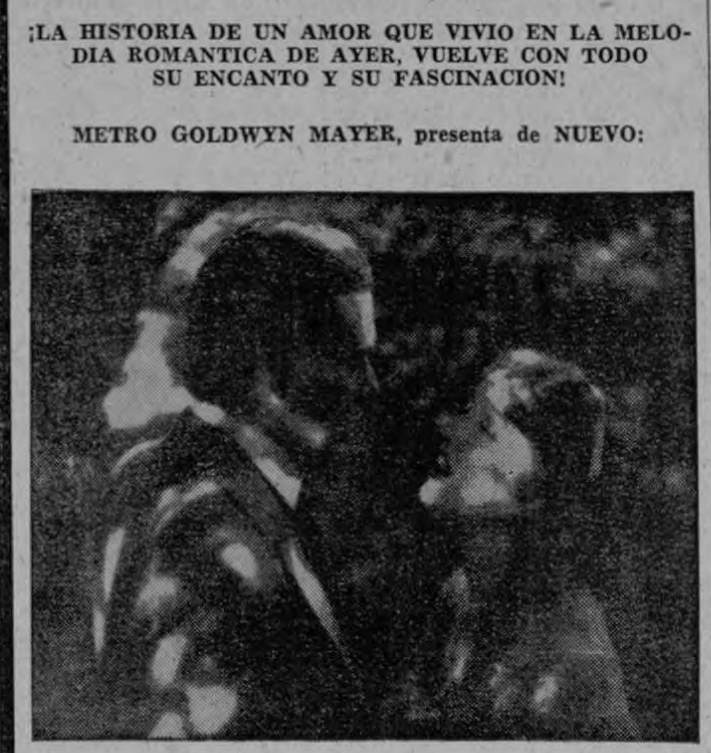 ¡LA HISTORIA DE UN AMOR QUE VIVIO EN LA MELO-
DIA ROMANTICA DE AYER, VUELVE CON TODO
SU ENCANTO Y SU FASCINACION!
METRO GOLDWYN MAYER, presenta de NUEVO: